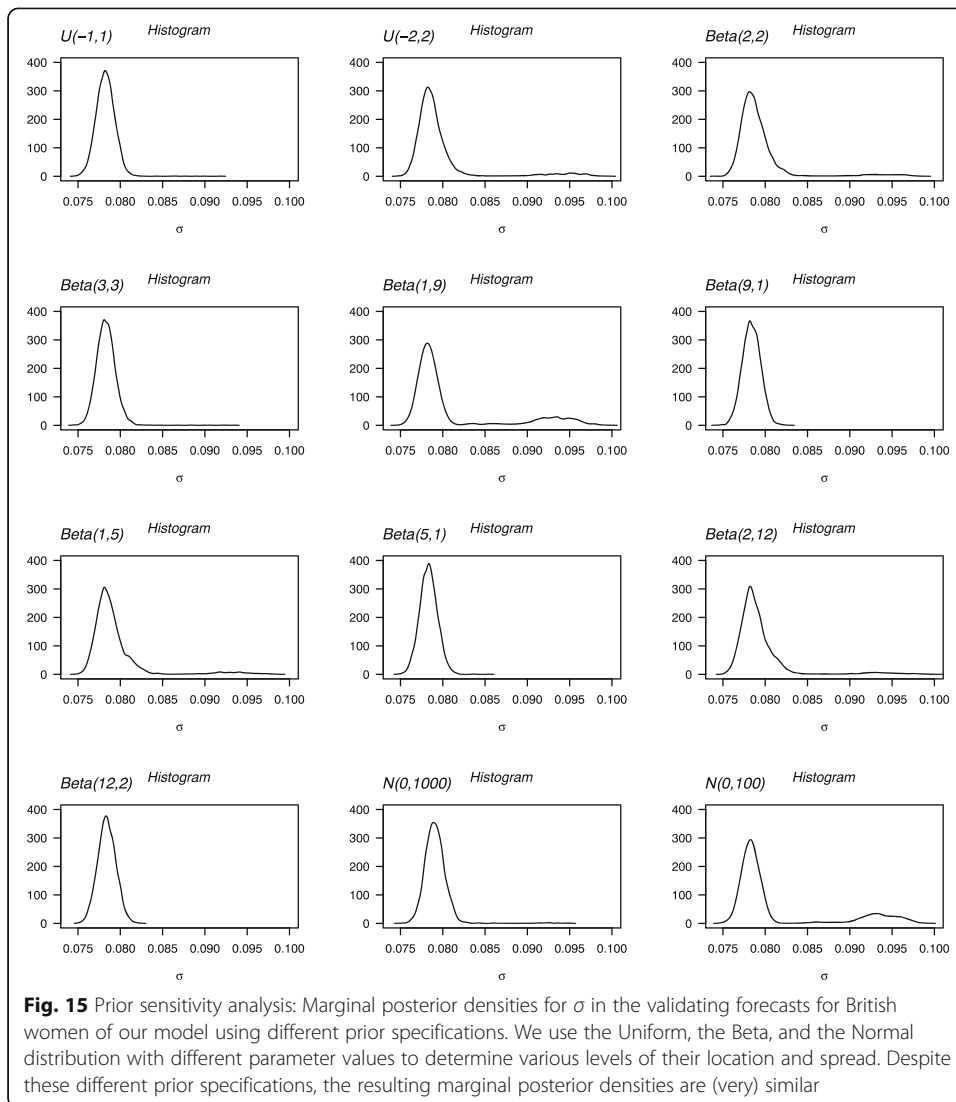 U(−1,1) Histogram U(−2,2) Histogram Beta(2,2) Histogram
400 400 400
300 300 300
200 200 200
100 100 100
0 0 0
0.075 0.080 0.085 0.090 0.095 0.100 0.075 0.080 0.085 0.090 0.095 0.100 0.075 0.080 0.085 0.090 0.095 0.100
σ σ σ
Beta(3,3) Histogram Beta(1,9) Histogram Beta(9,1) Histogram
400 400 400
300 300 300
200 200 200
100 100 100
0 0 0
0.075 0.080 0.085 0.090 0.095 0.100 0.075 0.080 0.085 0.090 0.095 0.100 0.075 0.080 0.085 0.090 0.095 0.100
σ σ σ
Beta(1,5) Histogram Beta(5,1) Histogram Beta(2,12) Histogram
400 400 400
300 300 300
200 200 200
100 100 100
0 0 0
0.075 0.080 0.085 0.090 0.095 0.100 0.075 0.080 0.085 0.090 0.095 0.100 0.075 0.080 0.085 0.090 0.095 0.100
σ σ σ
Beta(12,2) Histogram N(0,1000) Histogram N(0,100) Histogram
400 400 400
300 300 300
200 200 200
100 100 100
0 0 0
0.075 0.080 0.085 0.090 0.095 0.100 0.075 0.080 0.085 0.090 0.095 0.100 0.075 0.080 0.085 0.090 0.095 0.100
σ σ σ
Fig. 15 Prior sensitivity analysis: Marginal posterior densities for σ in the validating forecasts for British
women of our model using different prior specifications. We use the Uniform, the Beta, and the Normal
distribution with different parameter values to determine various levels of their location and spread. Despite
these different prior specifications, the resulting marginal posterior densities are (very) similar